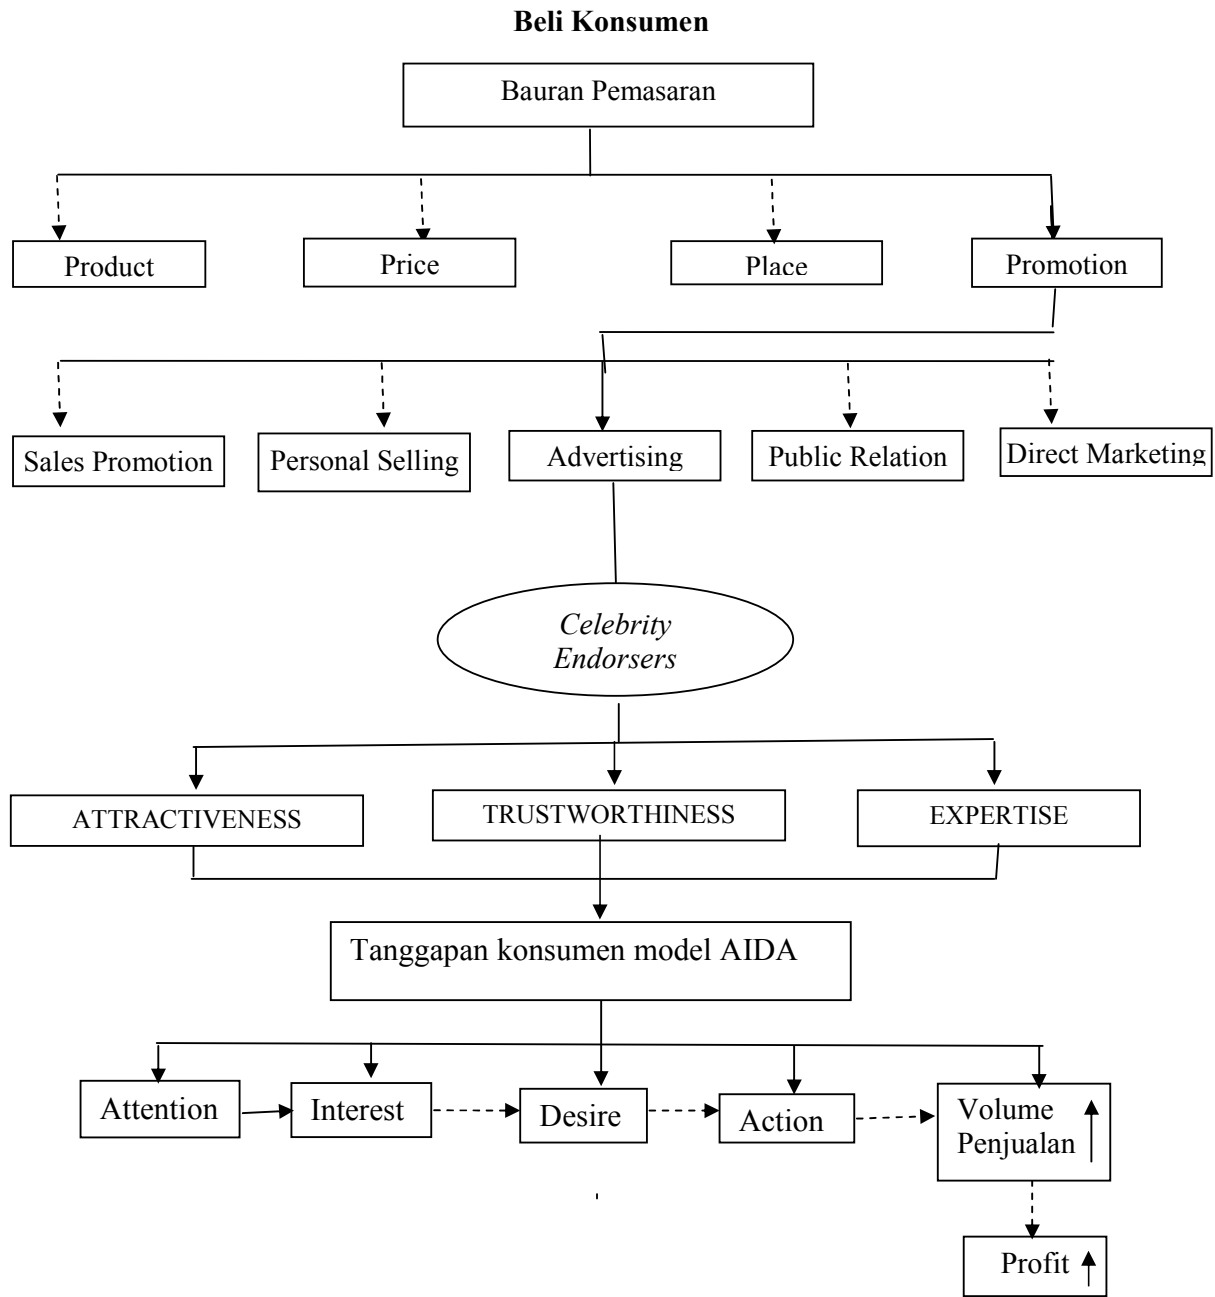 Beli Konsumen
Bauran Pemasaran
Product
Price
Place
Promotion
Sales Promotion
Personal Selling
Advertising
Public Relation
Direct Marketing
Celebrity
Endorsers
ATTRACTIVENESS
TRUSTWORTHINESS
EXPERTISE
Tanggapan konsumen model AIDA
Attention
Interest
Desire
Action
Volume
Penjualan
Profit